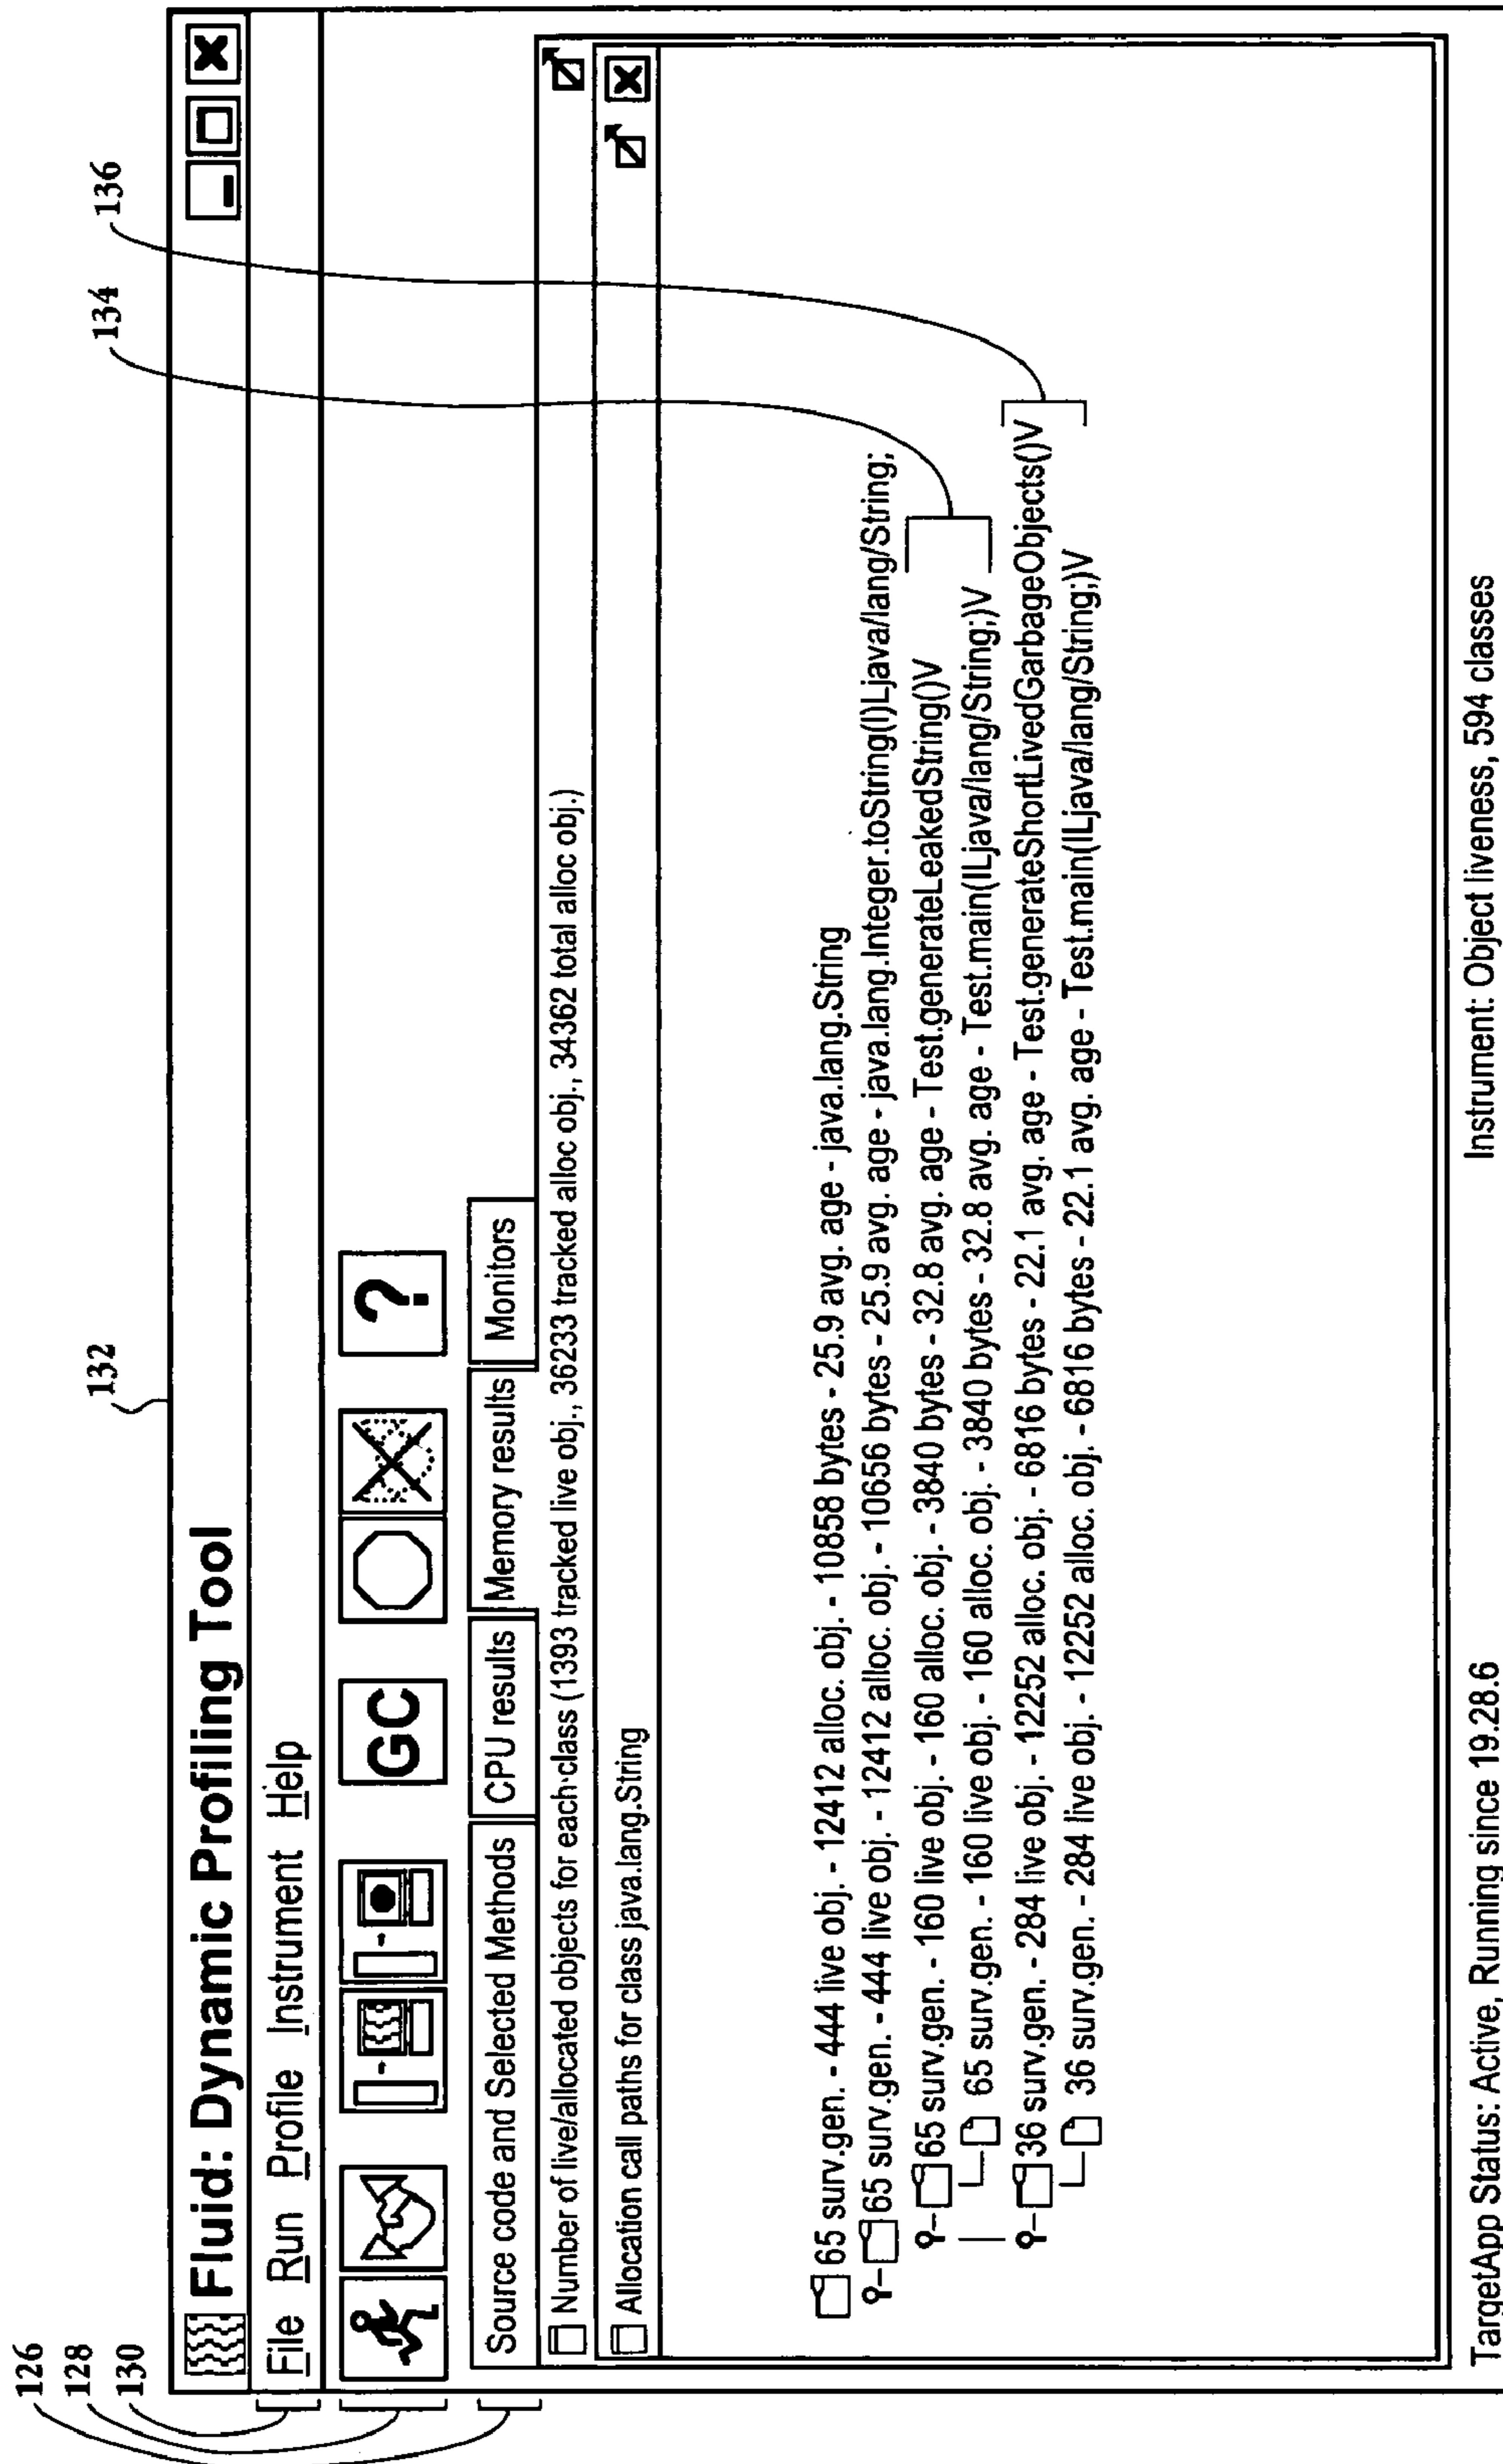 132
134
136
126
128
130
Fluid: Dynamic Profiling Tool
File Run Profile Instrument Help
GC
?
Source code and Selected Methods CPU results Memory results Monitors
Number of live/allocated objects for each class (1393 tracked live obj., 36233 tracked alloc obj., 34362 total alloc obj.)
Allocation call paths for class java.lang.String
65 surv.gen. - 444 live obj. - 12412 alloc. obj. - 10858 bytes - 25.9 avg. age - java.lang.String
65 surv.gen. - 444 live obj. - 12412 alloc. obj. - 10656 bytes - 25.9 avg. age - java.lang.Integer.toString(I)Ljava/lang/String;
65 surv.gen. - 160 live obj. - 160 alloc. obj. - 3840 bytes - 32.8 avg. age - Test.generateLeakedString()V
65 surv.gen. - 160 live obj. - 160 alloc. obj. - 3840 bytes - 32.8 avg. age - Test.main(ILjava/lang/String;)V
36 surv.gen. - 284 live obj. - 12252 alloc. obj. - 6816 bytes - 22.1 avg. age - Test.generateShortLivedGarbageObjects()V
36 surv.gen. - 284 live obj. - 12252 alloc. obj. - 6816 bytes - 22.1 avg. age - Test.main(ILjava/lang/String;)V
TargetApp Status: Active, Running since 19.28.6 Instrument: Object liveness, 594 classes